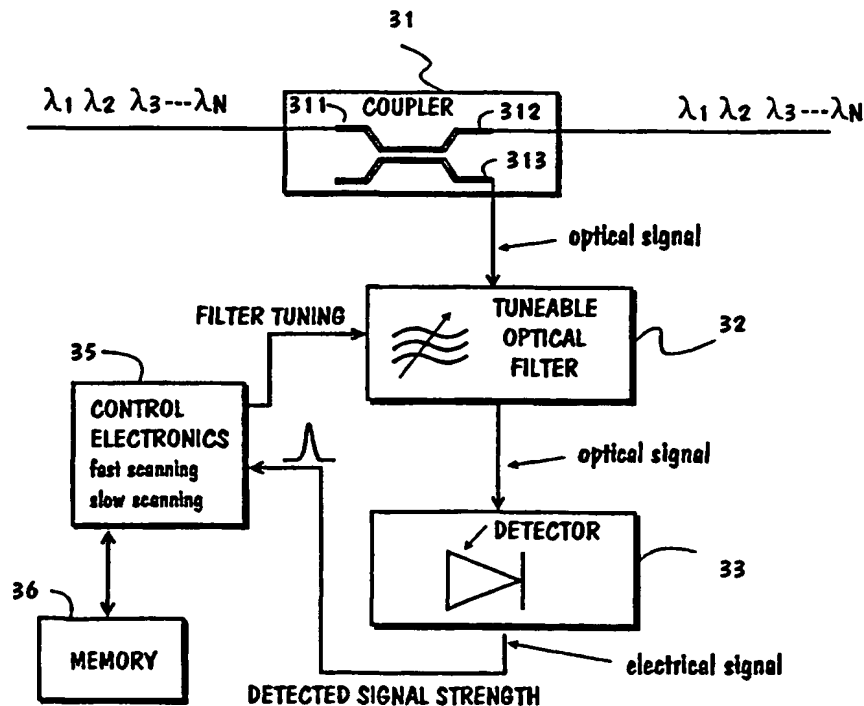 31
λ1 λ2 λ3---λN
311
COUPLER
312
λ1 λ2 λ3---λN
313
optical signal
FILTER TUNING
TUNEABLE
OPTICAL
FILTER
32
35
CONTROL
ELECTRONICS
fast scanning
slow scanning
optical signal
DETECTOR
33
36
MEMORY
electrical signal
DETECTED SIGNAL STRENGTH